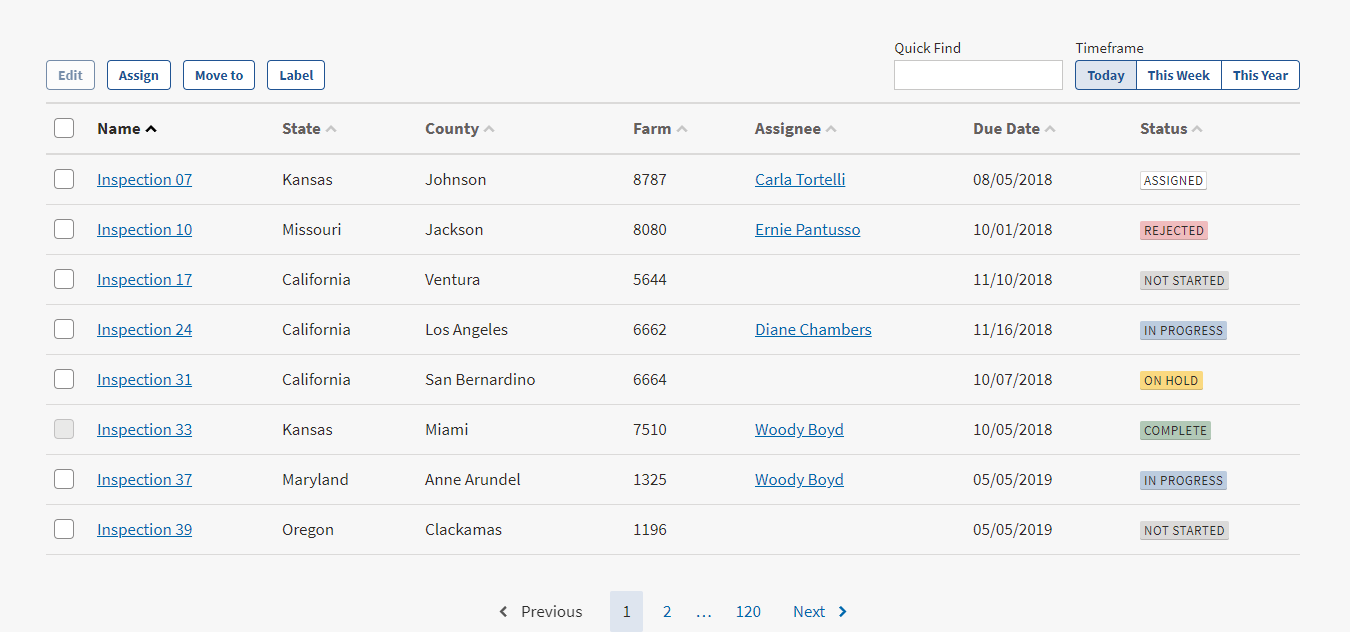 Quick Find Timeframe
Edit Assign Move to Label Today This Week This Year
Name State County Farm Assignee Due Date Status
Inspection 07 Kansas Johnson 8787 Carla Tortelli 08/05/2018 ASSIGNED
Inspection 10 Missouri Jackson 8080 Ernie Pantusso 10/01/2018 REJECTED
Inspection 17 California Ventura 5644 11/10/2018 NOT STARTED
Inspection 24 California Los Angeles 6662 Diane Chambers 11/16/2018 IN PROGRESS
Inspection 31 California San Bernardino 6664 10/07/2018 ON HOLD
Inspection 33 Kansas Miami 7510 Woody Boyd 10/05/2018 COMPLETE
Inspection 37 Maryland Anne Arundel 1325 Woody Boyd 05/05/2019 IN PROGRESS
Inspection 39 Oregon Clackamas 1196 05/05/2019 NOT STARTED
Previous 1 2 ... 120 Next